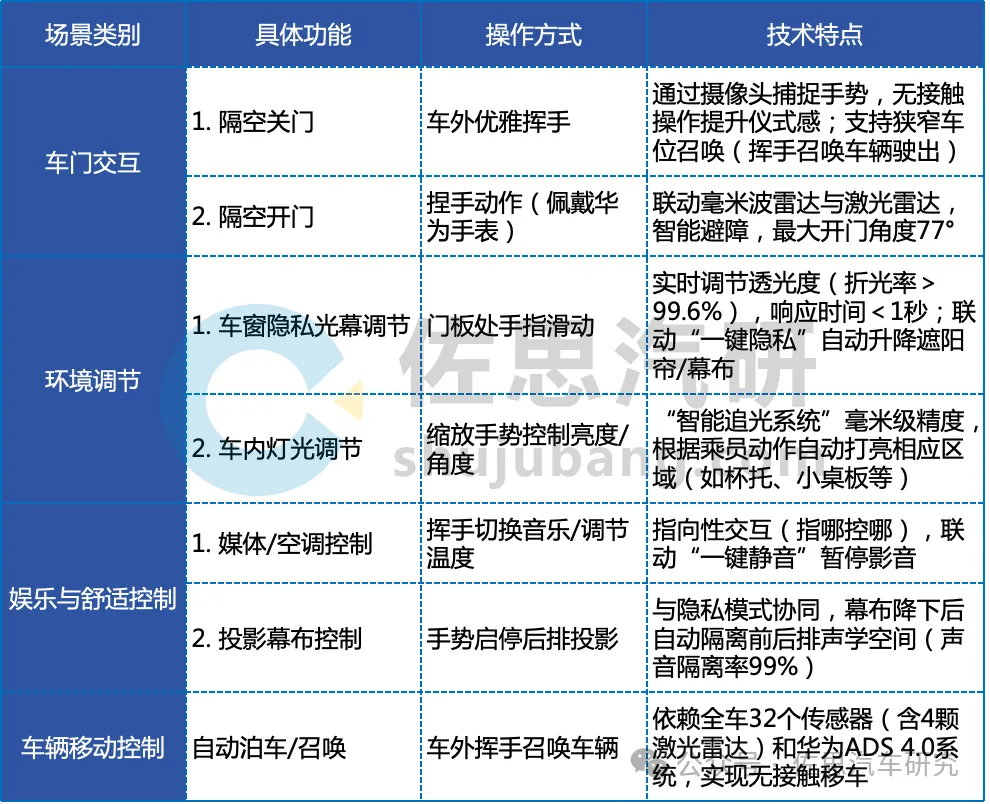 场景类别
具体功能
操作方式
技术特点
车门交互
1. 隔空关门
车外优雅挥手
通过摄像头捕捉手势，无接触
操作提升仪式感；支持狭窄车
位召唤（挥手召唤车辆驶出）
2. 隔空开门
捏手动作（佩戴华
为手表）
联动毫米波雷达与激光雷达，
智能避障，最大开门角度77°
环境调节
1. 车窗隐私光幕调节
门板处手指滑动
实时调节透光度（折光率＞
99.6%），响应时间＜1秒；联
动“一键隐私”自动升降遮阳
帘/幕布
2. 车内灯光调节
缩放手势控制亮度/
角度
“智能追光系统”毫米级精度，
根据乘员动作自动打亮相应区
域（如杯托、小桌板等）
娱乐与舒适控制
1. 媒体/空调控制
挥手切换音乐/调节
温度
指向性交互（指哪控哪），联
动“一键静音”暂停影音
2. 投影幕布控制
手势启停后排投影
与隐私模式协同，幕布降下后
自动隔离前后排声学空间（声
音隔离率99%）
车辆移动控制
自动泊车/召唤
车外挥手召唤车辆
依赖全车32个传感器（含4颗
激光雷达）和华为ADS 4.0系
统，实现无接触移车
佐思汽研
shujubang.com
公众号·佐思汽车研究